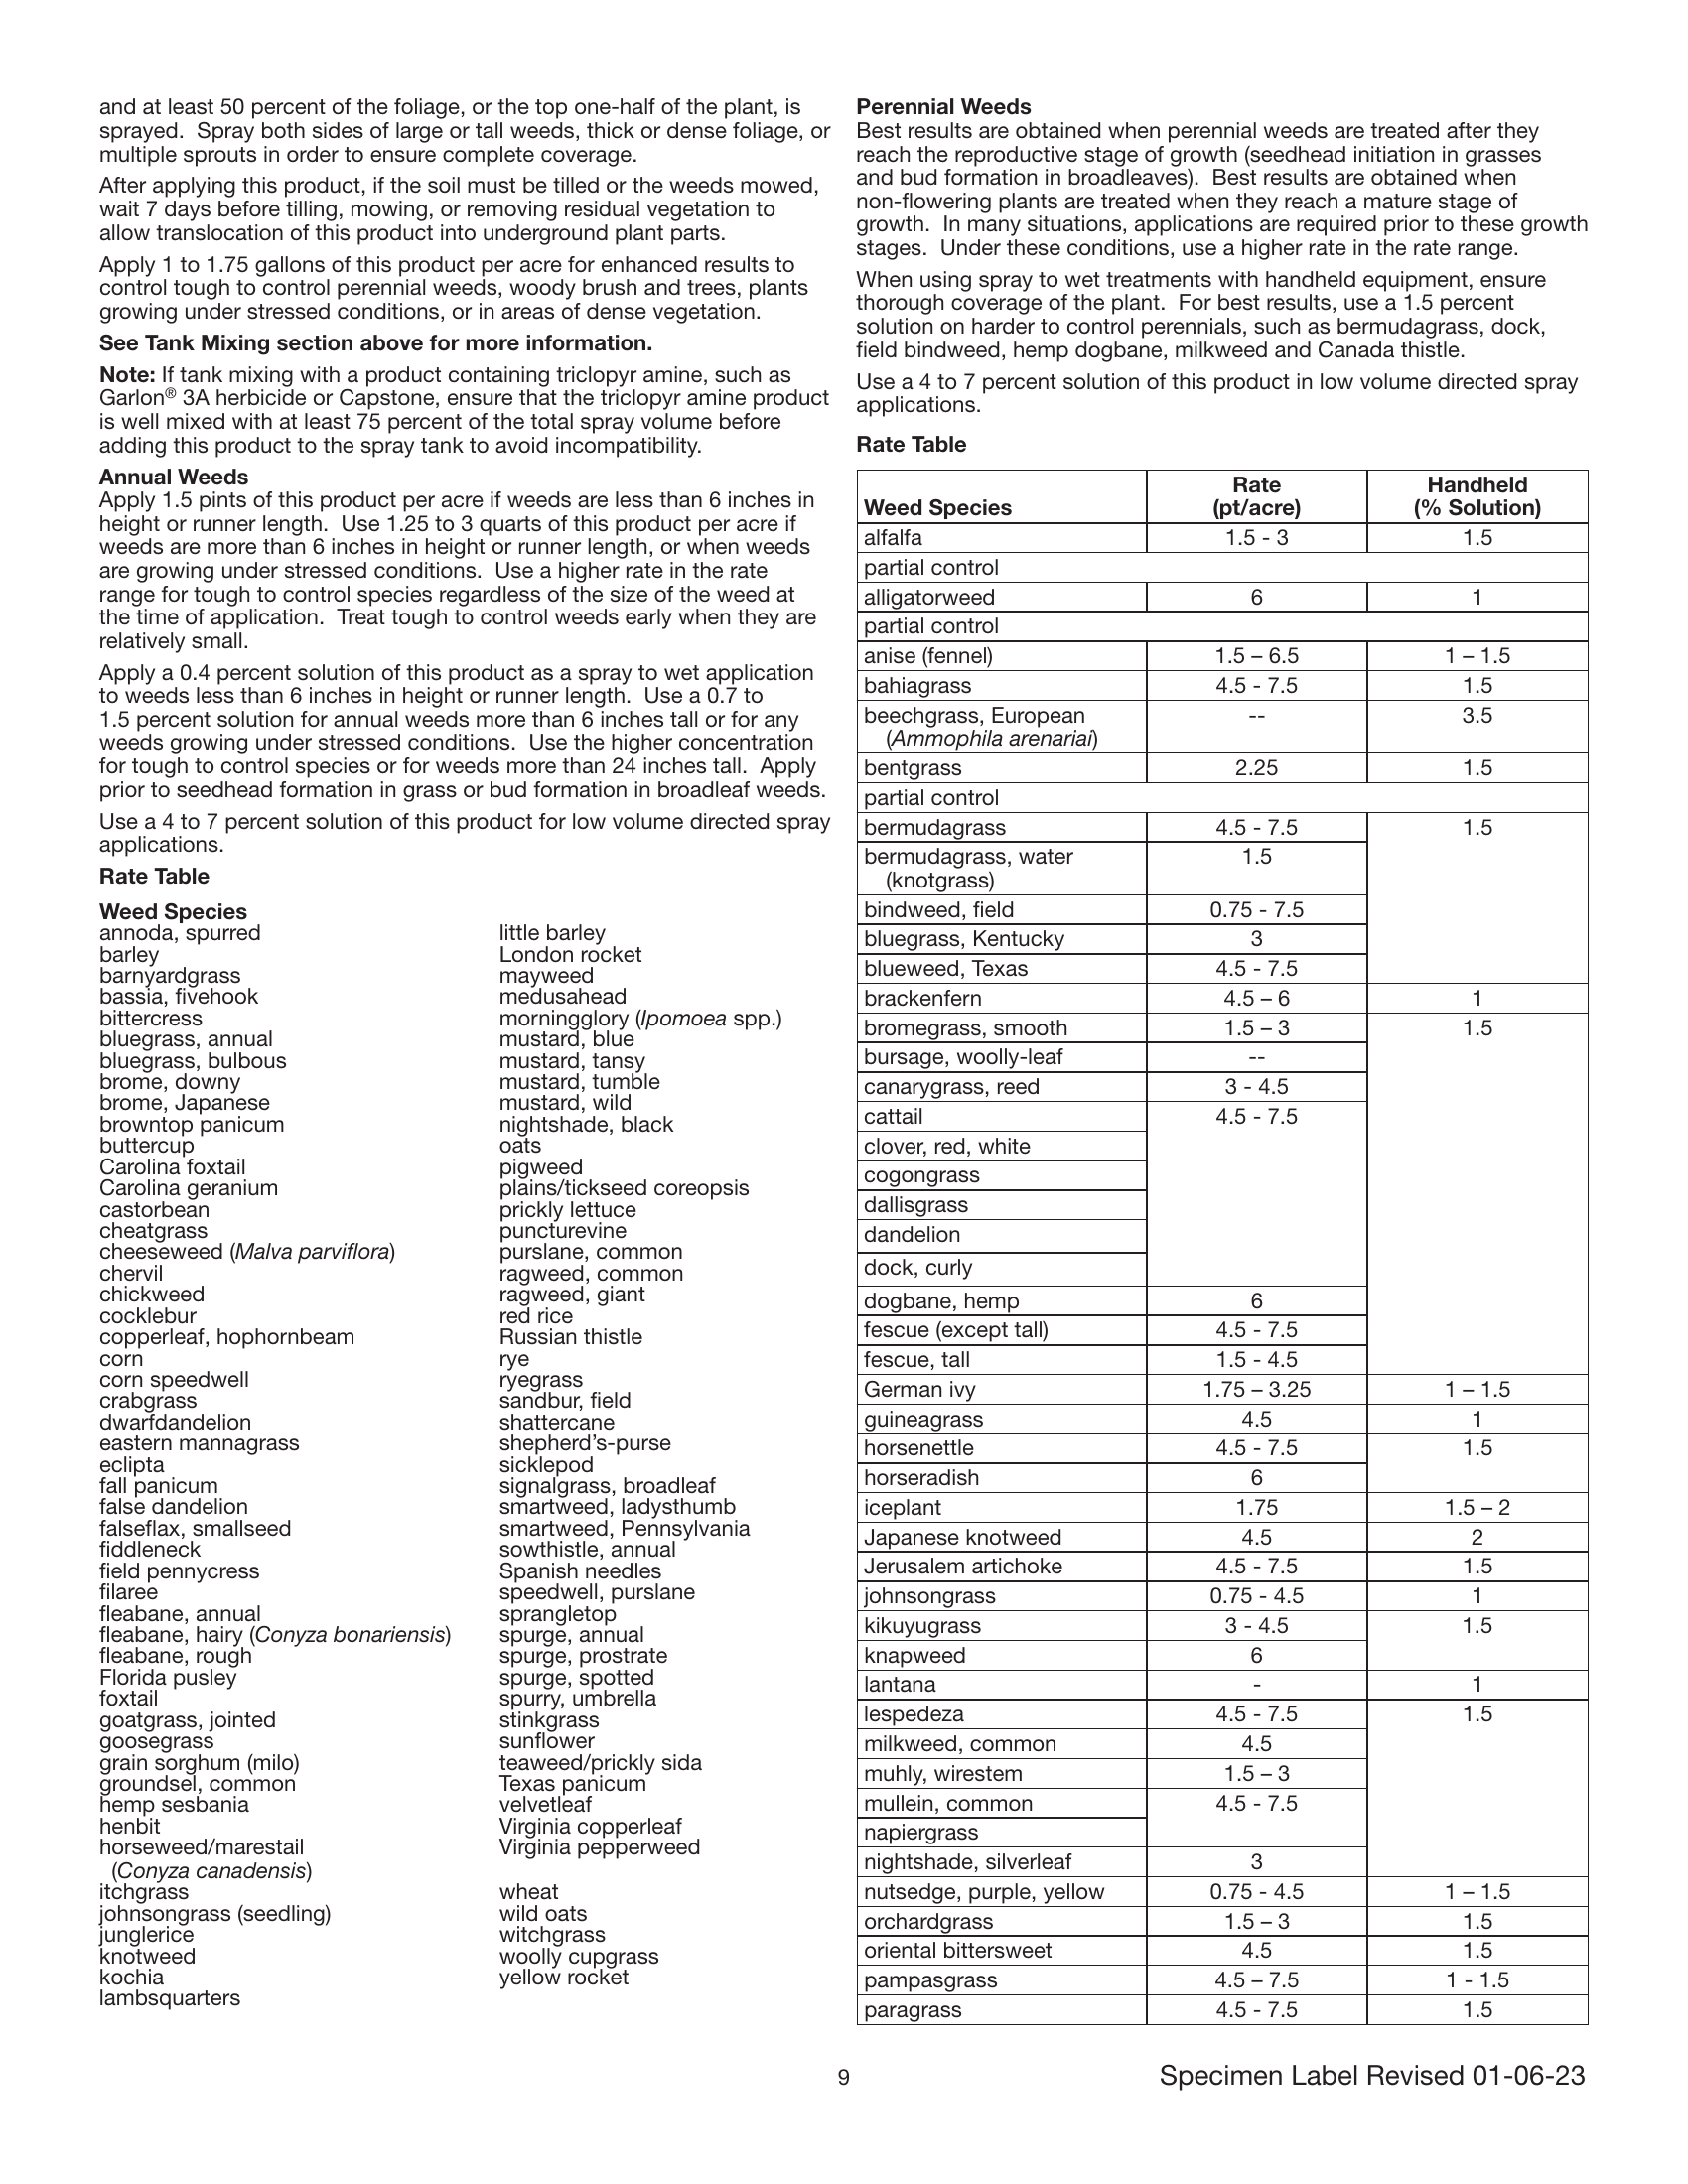 and at least 50 percent of the foliage, or the top one-half of the plant, is
sprayed.  Spray both sides of large or tall weeds, thick or dense foliage, or
multiple sprouts in order to ensure complete coverage.
After applying this product, if the soil must be tilled or the weeds mowed,
wait 7 days before tilling, mowing, or removing residual vegetation to
allow translocation of this product into underground plant parts.
Apply 1 to 1.75 gallons of this product per acre for enhanced results to
control tough to control perennial weeds, woody brush and trees, plants
growing under stressed conditions, or in areas of dense vegetation.
See Tank Mixing section above for more information.
Note: If tank mixing with a product containing triclopyr amine, such as
Garlon® 3A herbicide or Capstone, ensure that the triclopyr amine product
is well mixed with at least 75 percent of the total spray volume before
adding this product to the spray tank to avoid incompatibility.
Annual Weeds
Apply 1.5 pints of this product per acre if weeds are less than 6 inches in
height or runner length.  Use 1.25 to 3 quarts of this product per acre if
weeds are more than 6 inches in height or runner length, or when weeds
are growing under stressed conditions.  Use a higher rate in the rate
range for tough to control species regardless of the size of the weed at
the time of application.  Treat tough to control weeds early when they are
relatively small.
Apply a 0.4 percent solution of this product as a spray to wet application
to weeds less than 6 inches in height or runner length.  Use a 0.7 to
1.5 percent solution for annual weeds more than 6 inches tall or for any
weeds growing under stressed conditions.  Use the higher concentration
for tough to control species or for weeds more than 24 inches tall.  Apply
prior to seedhead formation in grass or bud formation in broadleaf weeds.
Use a 4 to 7 percent solution of this product for low volume directed spray
applications.
Rate Table
Weed Species
annoda, spurred
barley
barnyardgrass
bassia, fivehook
bittercress
bluegrass, annual
bluegrass, bulbous
brome, downy
brome, Japanese
browntop panicum
buttercup
Carolina foxtail
Carolina geranium
castorbean
cheatgrass
cheeseweed (Malva parviflora)
chervil
chickweed
cocklebur
copperleaf, hophornbeam
corn
corn speedwell
crabgrass
dwarfdandelion
eastern mannagrass
eclipta
fall panicum
false dandelion
falseflax, smallseed
fiddleneck
field pennycress
filaree
fleabane, annual
fleabane, hairy (Conyza bonariensis)
fleabane, rough
Florida pusley
foxtail
goatgrass, jointed
goosegrass
grain sorghum (milo)
groundsel, common
hemp sesbania
henbit
horseweed/marestail
(Conyza canadensis)
itchgrass
johnsongrass (seedling)
junglerice
knotweed
kochia
lambsquarters
little barley
London rocket
mayweed
medusahead
morningglory (Ipomoea spp.)
mustard, blue
mustard, tansy
mustard, tumble
mustard, wild
nightshade, black
oats
pigweed
plains/tickseed coreopsis
prickly lettuce
puncturevine
purslane, common
ragweed, common
ragweed, giant
red rice
Russian thistle
rye
ryegrass
sandbur, field
shattercane
shepherd's-purse
sicklepod
signalgrass, broadleaf
smartweed, ladysthumb
smartweed, Pennsylvania
sowthistle, annual
Spanish needles
speedwell, purslane
sprangletop
spurge, annual
spurge, prostrate
spurge, spotted
spurry, umbrella
stinkgrass
sunflower
teaweed/prickly sida
Texas panicum
velvetleaf
Virginia copperleaf
Virginia pepperweed
wheat
wild oats
witchgrass
woolly cupgrass
yellow rocket
Perennial Weeds
Best results are obtained when perennial weeds are treated after they
reach the reproductive stage of growth (seedhead initiation in grasses
and bud formation in broadleaves).  Best results are obtained when
non-flowering plants are treated when they reach a mature stage of
growth.  In many situations, applications are required prior to these growth
stages.  Under these conditions, use a higher rate in the rate range.
When using spray to wet treatments with handheld equipment, ensure
thorough coverage of the plant.  For best results, use a 1.5 percent
solution on harder to control perennials, such as bermudagrass, dock,
field bindweed, hemp dogbane, milkweed and Canada thistle.
Use a 4 to 7 percent solution of this product in low volume directed spray
applications.
Rate Table
Weed Species Rate (pt/acre) Handheld (% Solution)
alfalfa 1.5 - 3 1.5
partial control
alligatorweed 6 1
partial control
anise (fennel) 1.5 – 6.5 1 – 1.5
bahiagrass 4.5 - 7.5 1.5
beechgrass, European -- 3.5
(Ammophila arenariai)
bentgrass 2.25 1.5
partial control
bermudagrass 4.5 - 7.5 1.5
bermudagrass, water 1.5
(knotgrass)
bindweed, field 0.75 - 7.5
bluegrass, Kentucky 3
blueweed, Texas 4.5 - 7.5
brackenfern 4.5 – 6 1
bromegrass, smooth 1.5 – 3 1.5
bursage, woolly-leaf --
canarygrass, reed 3 - 4.5
cattail 4.5 - 7.5
clover, red, white
cogongrass
dallisgrass
dandelion
dock, curly
dogbane, hemp 6
fescue (except tall) 4.5 - 7.5
fescue, tall 1.5 - 4.5
German ivy 1.75 – 3.25 1 – 1.5
guineagrass 4.5 1
horsenettle 4.5 - 7.5 1.5
horseradish 6
iceplant 1.75 1.5 – 2
Japanese knotweed 4.5 2
Jerusalem artichoke 4.5 - 7.5 1.5
johnsongrass 0.75 - 4.5 1
kikuyugrass 3 - 4.5 1.5
knapweed 6
lantana - 1
lespedeza 4.5 - 7.5 1.5
milkweed, common 4.5
muhly, wirestem 1.5 – 3
mullein, common 4.5 - 7.5
napiergrass
nightshade, silverleaf 3
nutsedge, purple, yellow 0.75 - 4.5 1 – 1.5
orchardgrass 1.5 – 3 1.5
oriental bittersweet 4.5 1.5
pampasgrass 4.5 – 7.5 1 - 1.5
paragrass 4.5 - 7.5 1.5
9
Specimen Label Revised 01-06-23